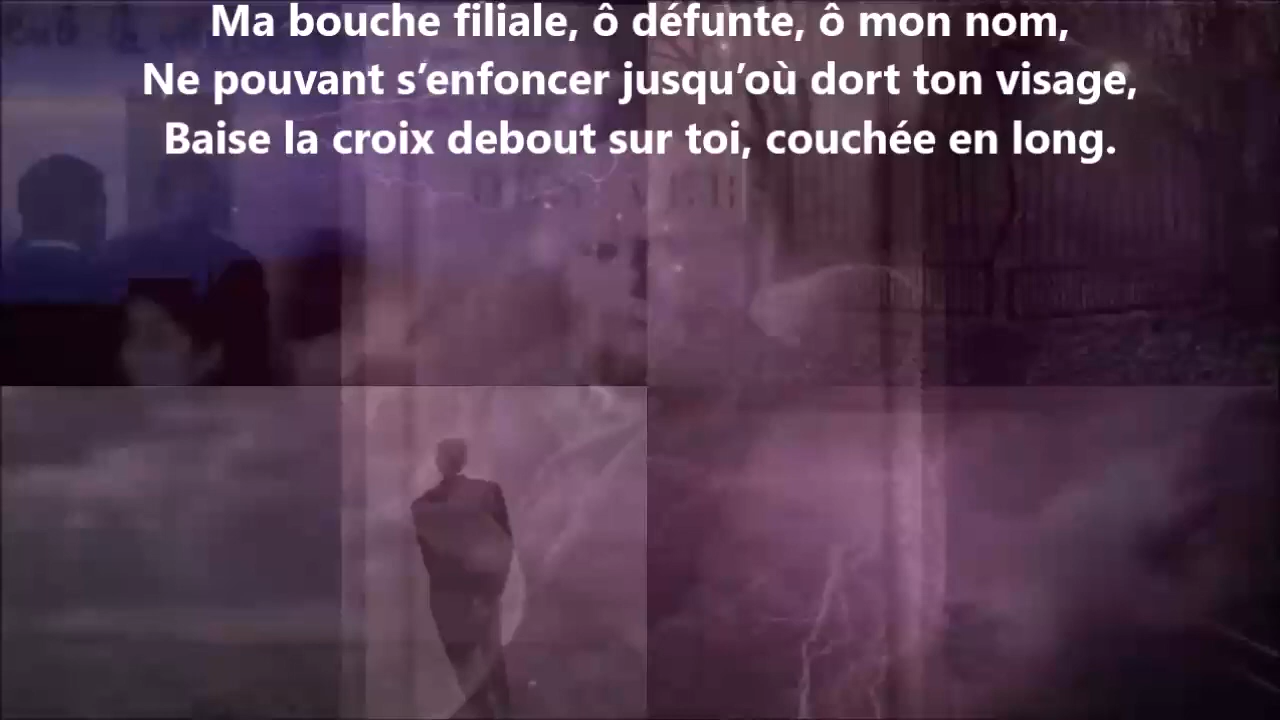 Ma bouche filiale, ô défunte, ô mon nom,
Ne pouvant s’enfoncer jusqu’où dort ton visage,
Baise la croix debout sur toi, couchée en long.